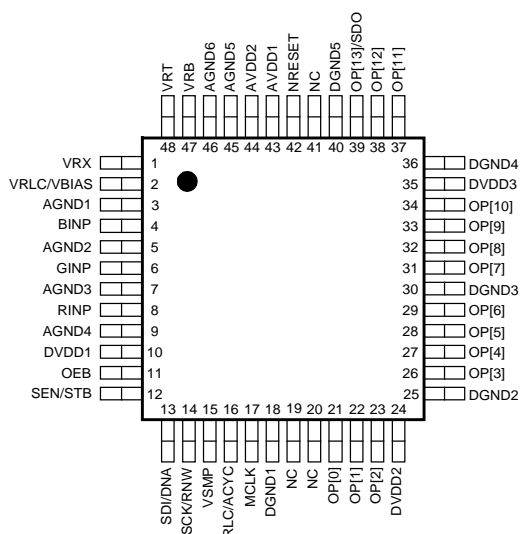 VRT
VRB
AGND6
AGND5
AVDD2
AVDD1
NRESET
NC
DGND5
OP[13]/SDO
OP[12]
OP[11]
48 47 46 45 44 43 42 41 40 39 38 37
VRX 1
VRLC/VBIAS 2
AGND1 3
BINP 4
AGND2 5
GINP 6
AGND3 7
RINP 8
AGND4 9
DVDD1 10
OEB 11
SEN/STB 12
36 DGND4
35 DVDD3
34 OP[10]
33 OP[9]
32 OP[8]
31 OP[7]
30 DGND3
29 OP[6]
28 OP[5]
27 OP[4]
26 OP[3]
25 DGND2
13 14 15 16 17 18 19 20 21 22 23 24
SDI/DNA
SCK/RNW
VSMP
RLC/ACYC
MCLK
DGND1
NC
NC
OP[0]
OP[1]
OP[2]
DVDD2